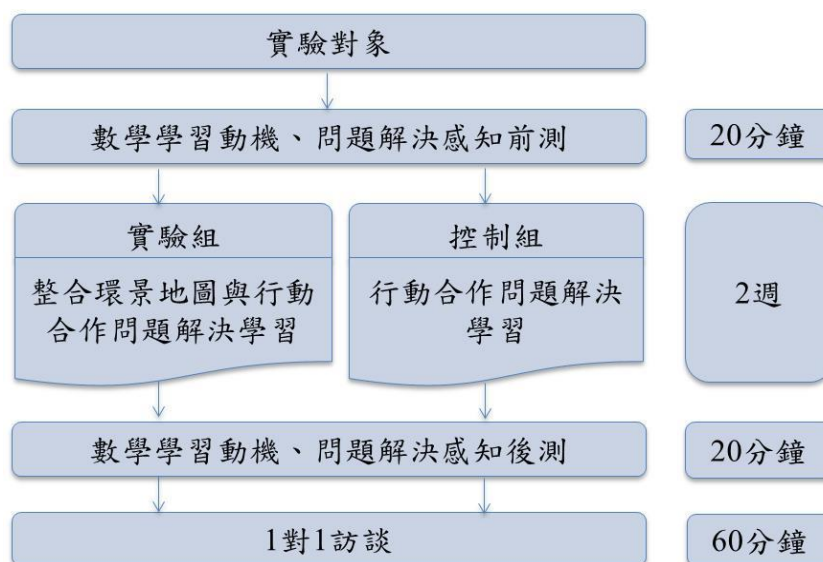 實驗對象
數學學習動機、問題解決感知前測
20分鐘
實驗組
整合環景地圖與行動
合作問題解決學習
控制組
行動合作問題解決
學習
2週
數學學習動機、問題解決感知後測
20分鐘
1對1訪談
60分鐘